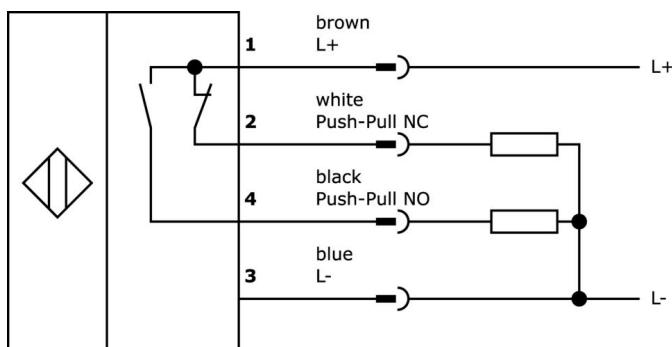 brown
1
L+
L+
white
2
Push-Pull NC
black
4
Push-Pull NO
blue
3
L-
L-